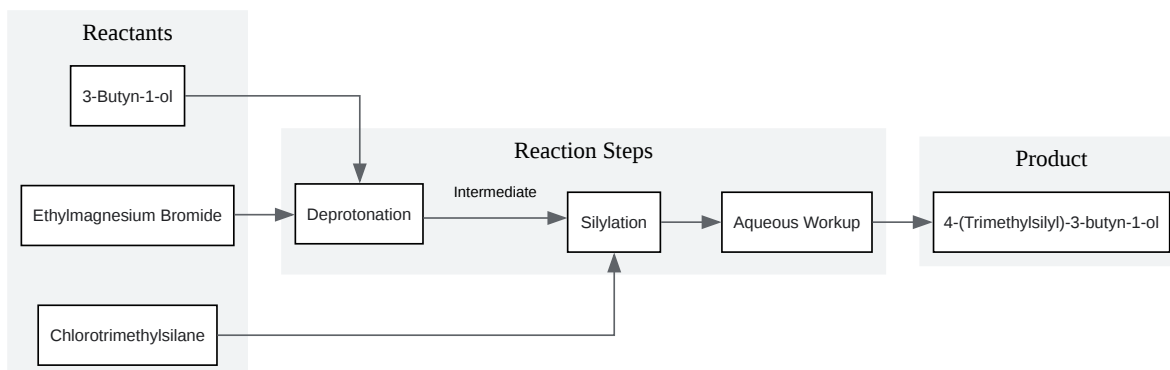 Reactants
3-Butyn-1-ol
Ethylmagnesium Bromide
Chlorotrimethylsilane
Reaction Steps
Deprotonation
Intermediate
Silylation
Aqueous Workup
Product
4-(Trimethylsilyl)-3-butyn-1-ol